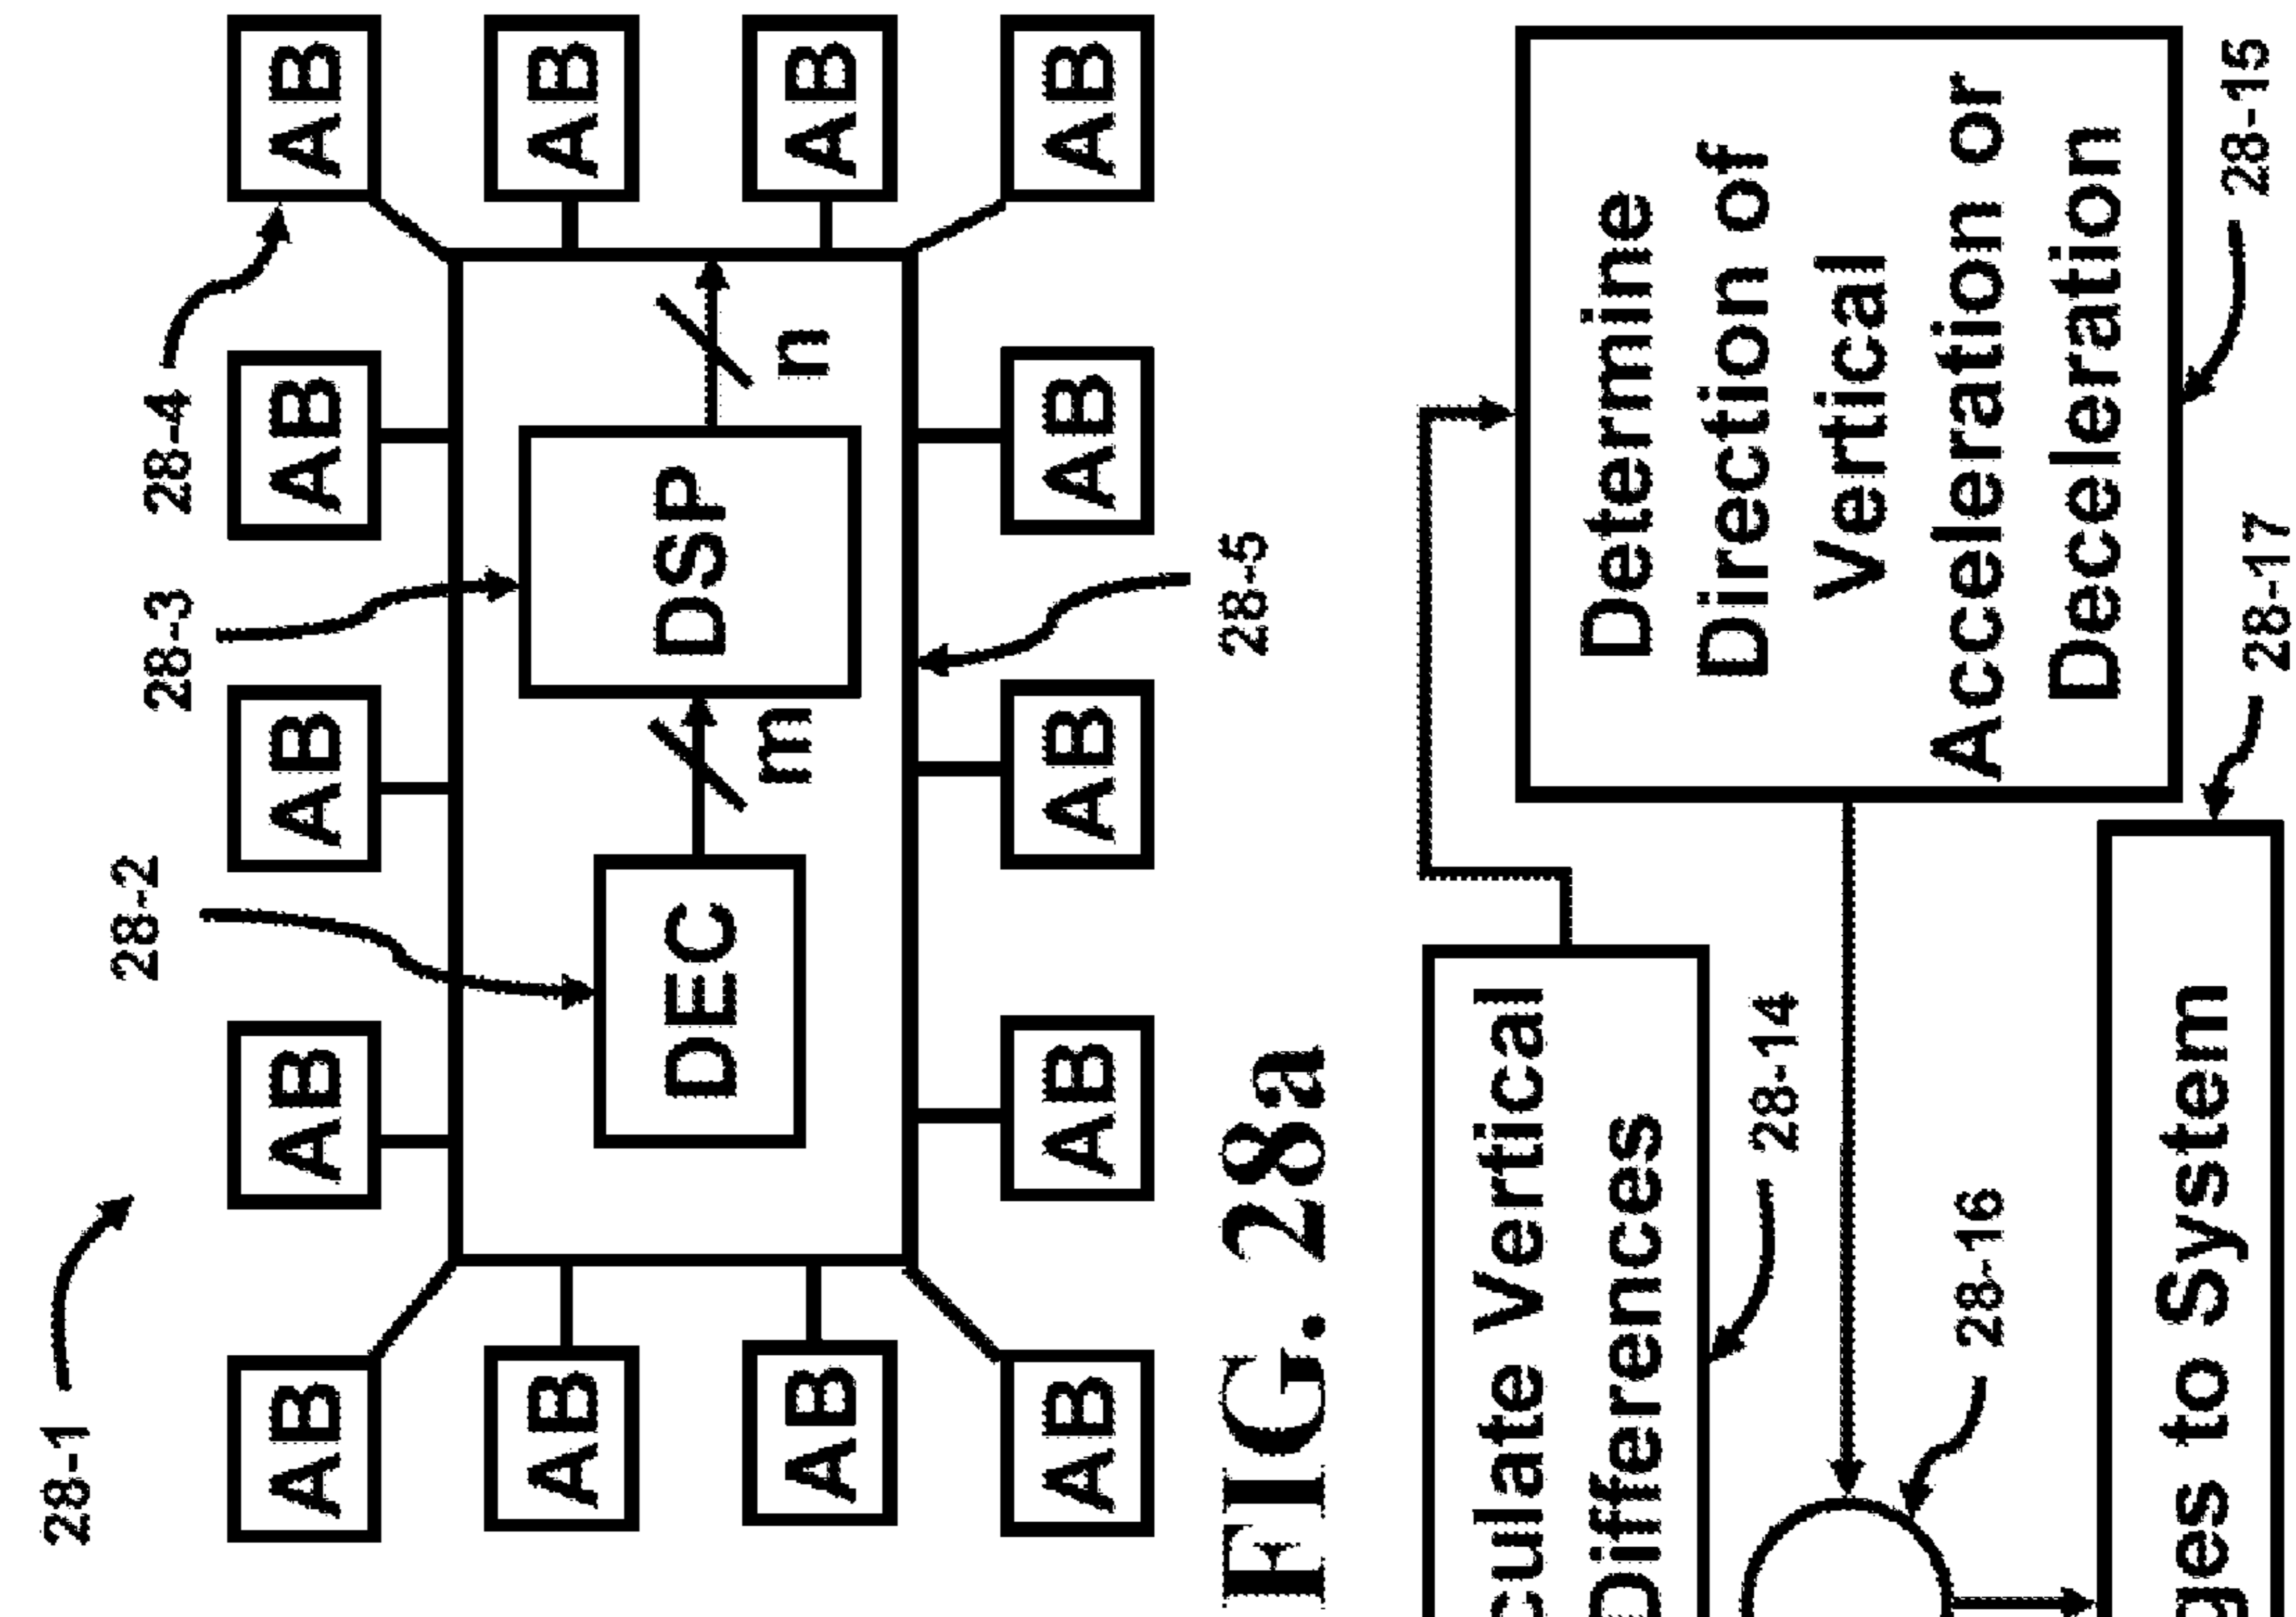 28-1
28-2
28-3
28-4
AB
AB
AB
AB
AB
AB
AB
DEC
DSP
m
n
AB
AB
AB
AB
AB
AB
AB
28-5
FIG. 28a
culate Vertical
Differences
28-14
Determine
Direction of
Vertical
Acceleration or
Deceleration
28-15
28-16
28-17
ges to System